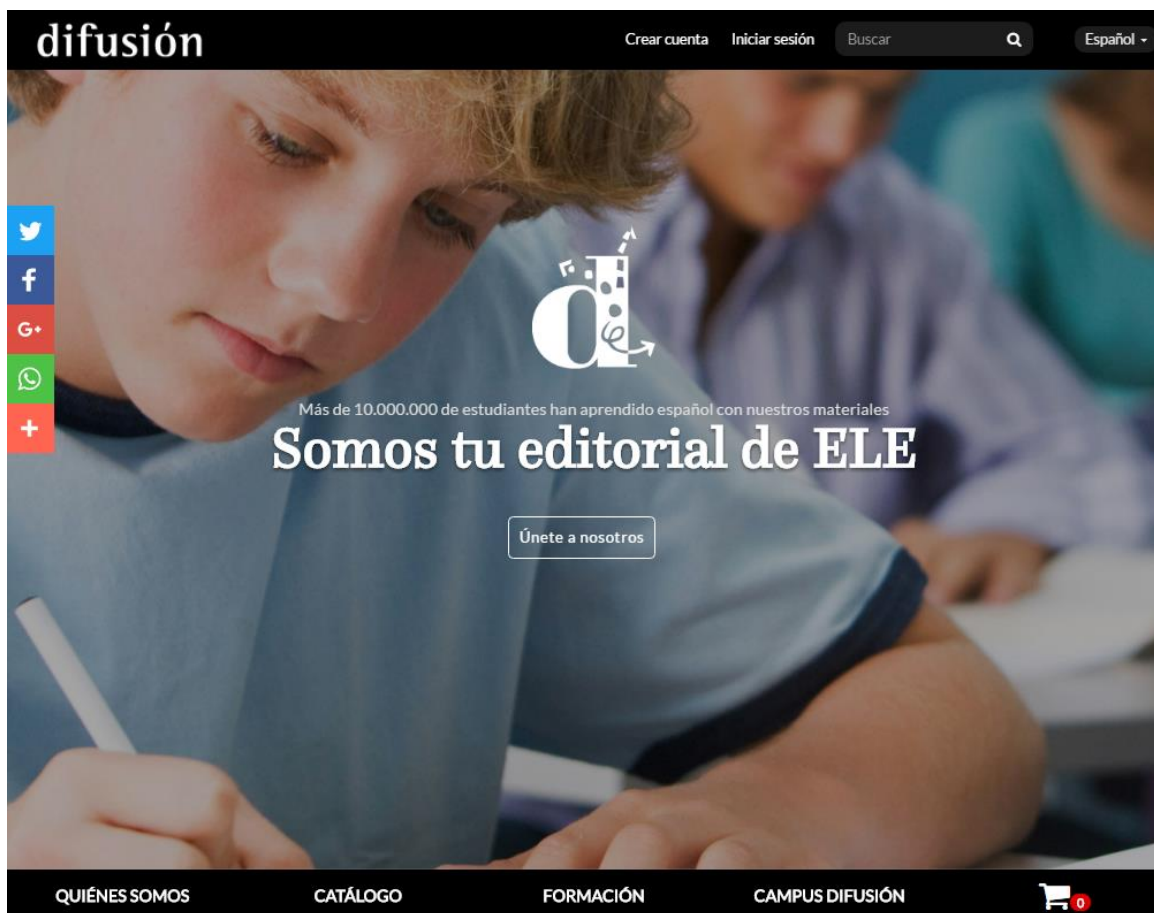 difusión
Crear cuenta Iniciar sesión Buscar Español
G+
Más de 10.000.000 de estudiantes han aprendido español con nuestros materiales
Somos tu editorial de ELE
Únete a nosotros
QUIÉNES SOMOS CATÁLOGO FORMACIÓN CAMPUS DIFUSIÓN 0